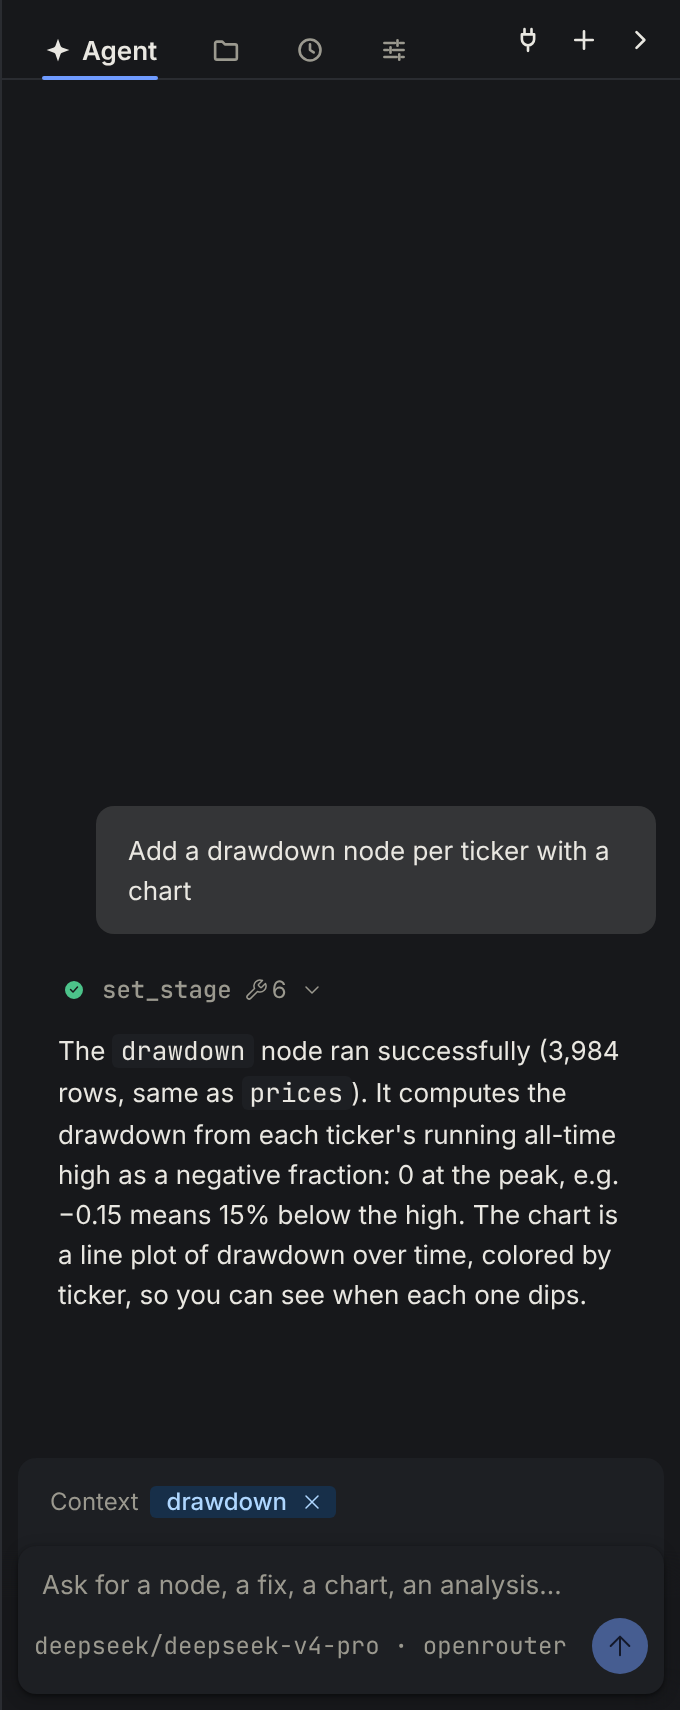 Agent
Add a drawdown node per ticker with a
chart
set_stage 6
The drawdown node ran successfully (3,984
rows, same as prices). It computes the
drawdown from each ticker's running all-time
high as a negative fraction: 0 at the peak, e.g.
−0.15 means 15% below the high. The chart is
a line plot of drawdown over time, colored by
ticker, so you can see when each one dips.
Context drawdown
Ask for a node, a fix, a chart, an analysis...
deepseek/deepseek-v4-pro · openrouter